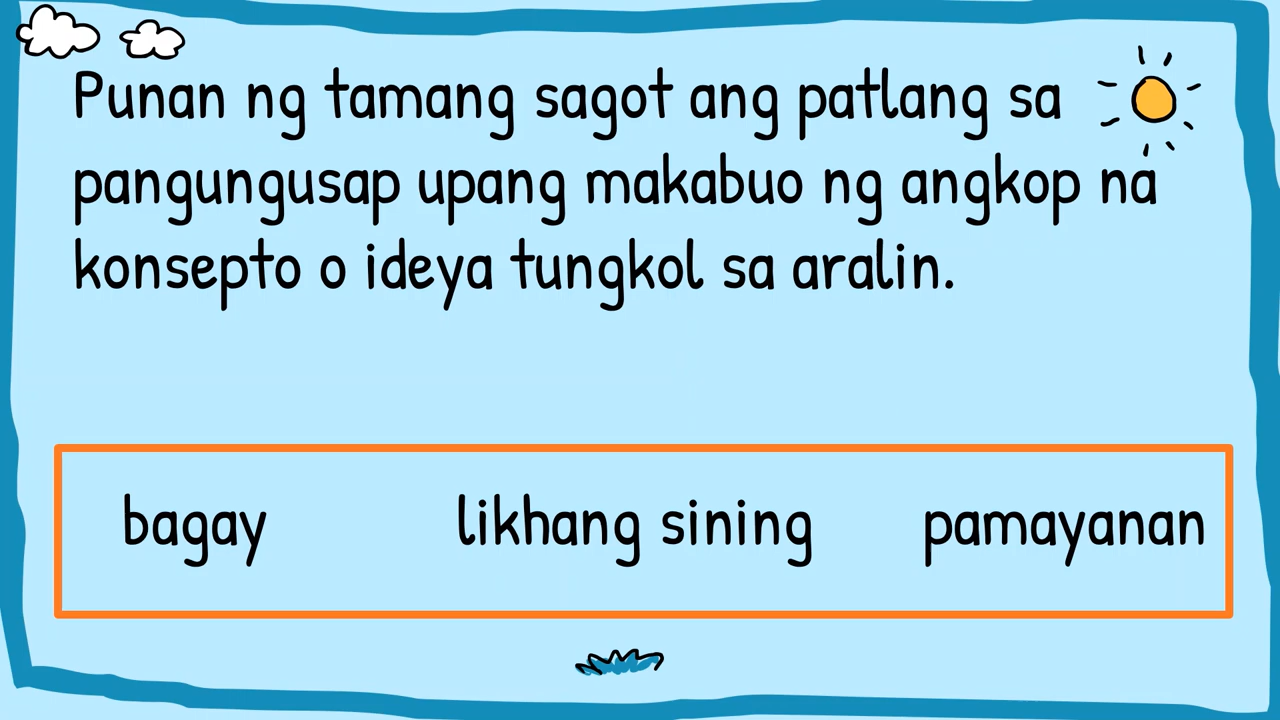 Punan ng tamang sagot ang patlang sa
pangungusap upang makabuo ng angkop na
konsepto o ideya tungkol sa aralin.
bagay likhang sining pamayanan